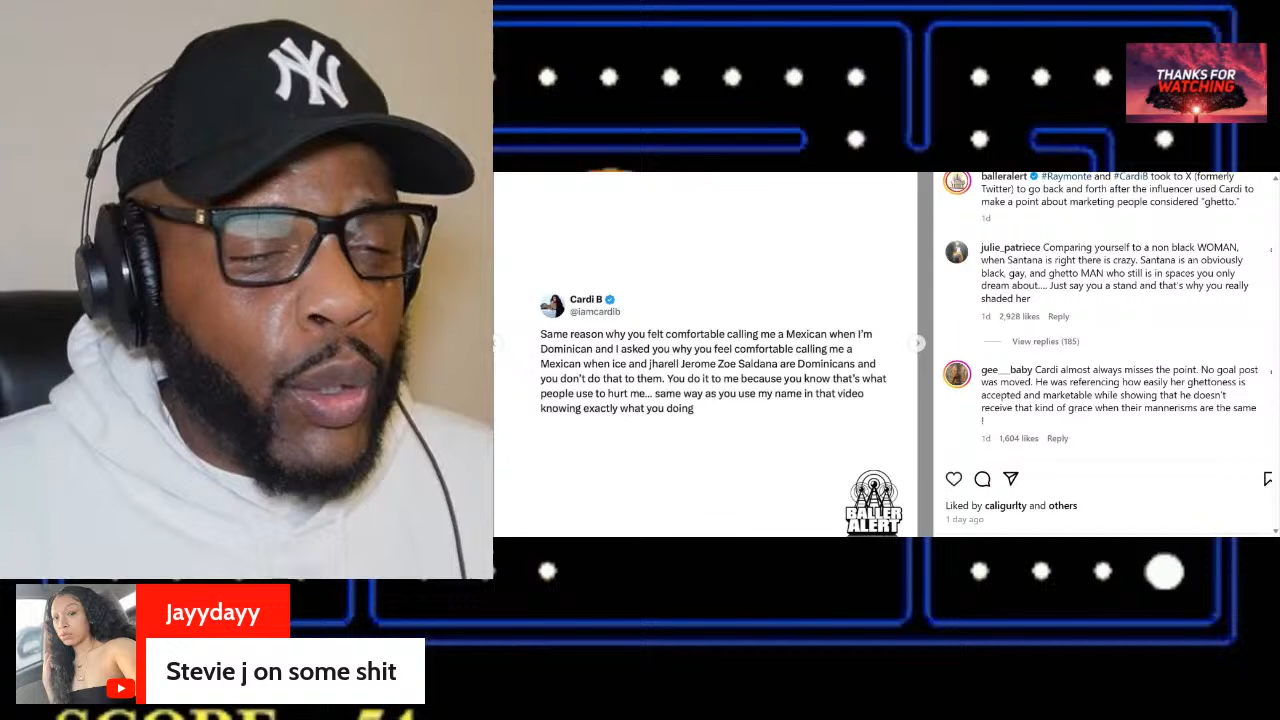 NY
THANKS FOR
WATCHING
Cardi B
@iamcardib
Same reason why you felt comfortable calling me a Mexican when I'm
Dominican and I asked you why you feel comfortable calling me a
Mexican when ice and jharell Jerome Zoe Saldana are Dominicans and
you don't do that to them. You do it to me because you know that's what
people use to hurt me... same way as you use my name in that video
knowing exactly what you doing
BALLER
ALERT
balleralert #Raymonte and #CardiB took to X (formerly
Twitter) to go back and forth after the influencer used Cardi to
make a point about marketing people considered "ghetto."
1d
julie_patriece Comparing yourself to a non black WOMAN,
when Santana is right there is crazy. Santana is an obviously
black, gay, and ghetto MAN who still is in spaces you only
dream about.... Just say you a stand and that's why you really
shaded her
1d 2,928 likes Reply
View replies (185)
gee__baby Cardi almost always misses the point. No goal post
was moved. He was referencing how easily her ghettoness is
accepted and marketable while showing that he doesn't
receive that kind of grace when their mannerisms are the same
!
1d 1,604 likes Reply
Liked by caligurlty and others
1 day ago
Jayydayy
Stevie j on some shit